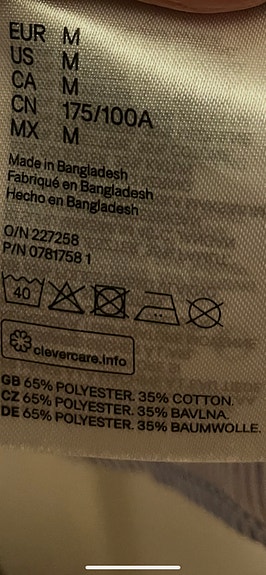 EUR M
US M
CA M
CN 175/100A
MX M
Made in Bangladesh
Fabriqué en Bangladesh
Hecho en Bangladesh
O/N 227258
P/N 0781758 1
40
clevercare.info
GB 65% POLYESTER. 35% COTTON.
CZ 65% POLYESTER. 35% BAVLNA.
DE 65% POLYESTER. 35% BAUMWOLLE.